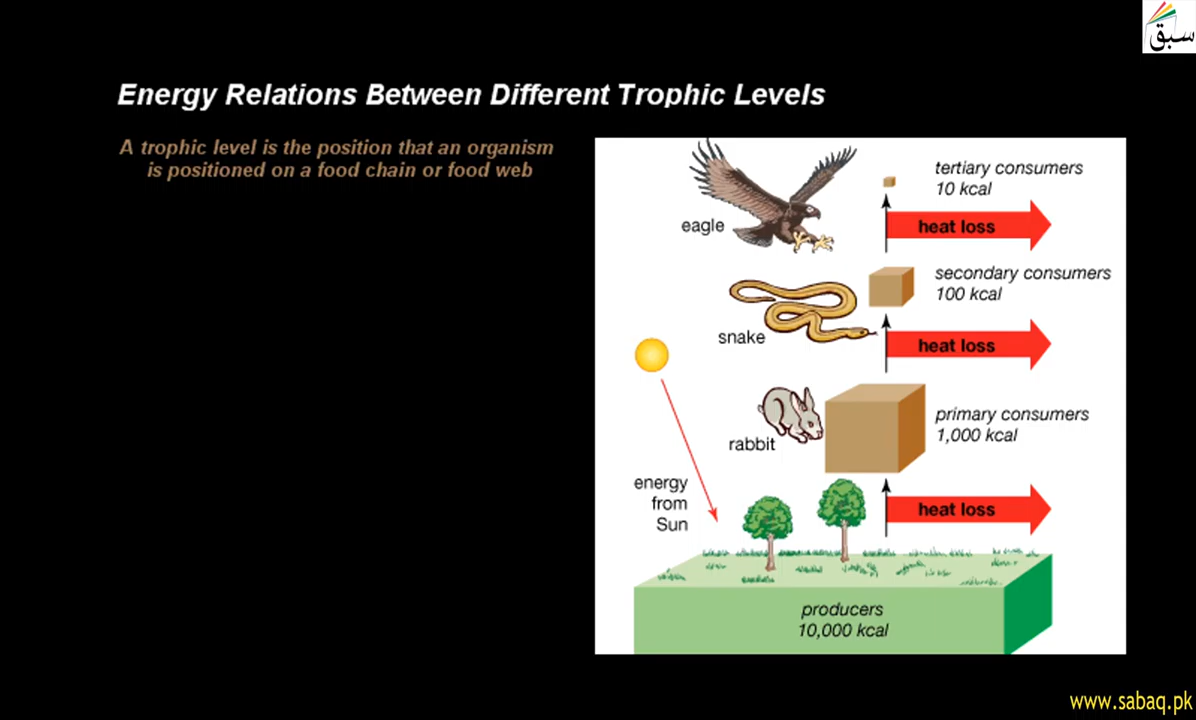 سبق
Energy Relations Between Different Trophic Levels
A trophic level is the position that an organism
is positioned on a food chain or food web
tertiary consumers
10 kcal
eagle
heat loss
secondary consumers
100 kcal
snake
heat loss
primary consumers
1,000 kcal
rabbit
energy
from
Sun
heat loss
producers
10,000 kcal
www.sabaq.pk